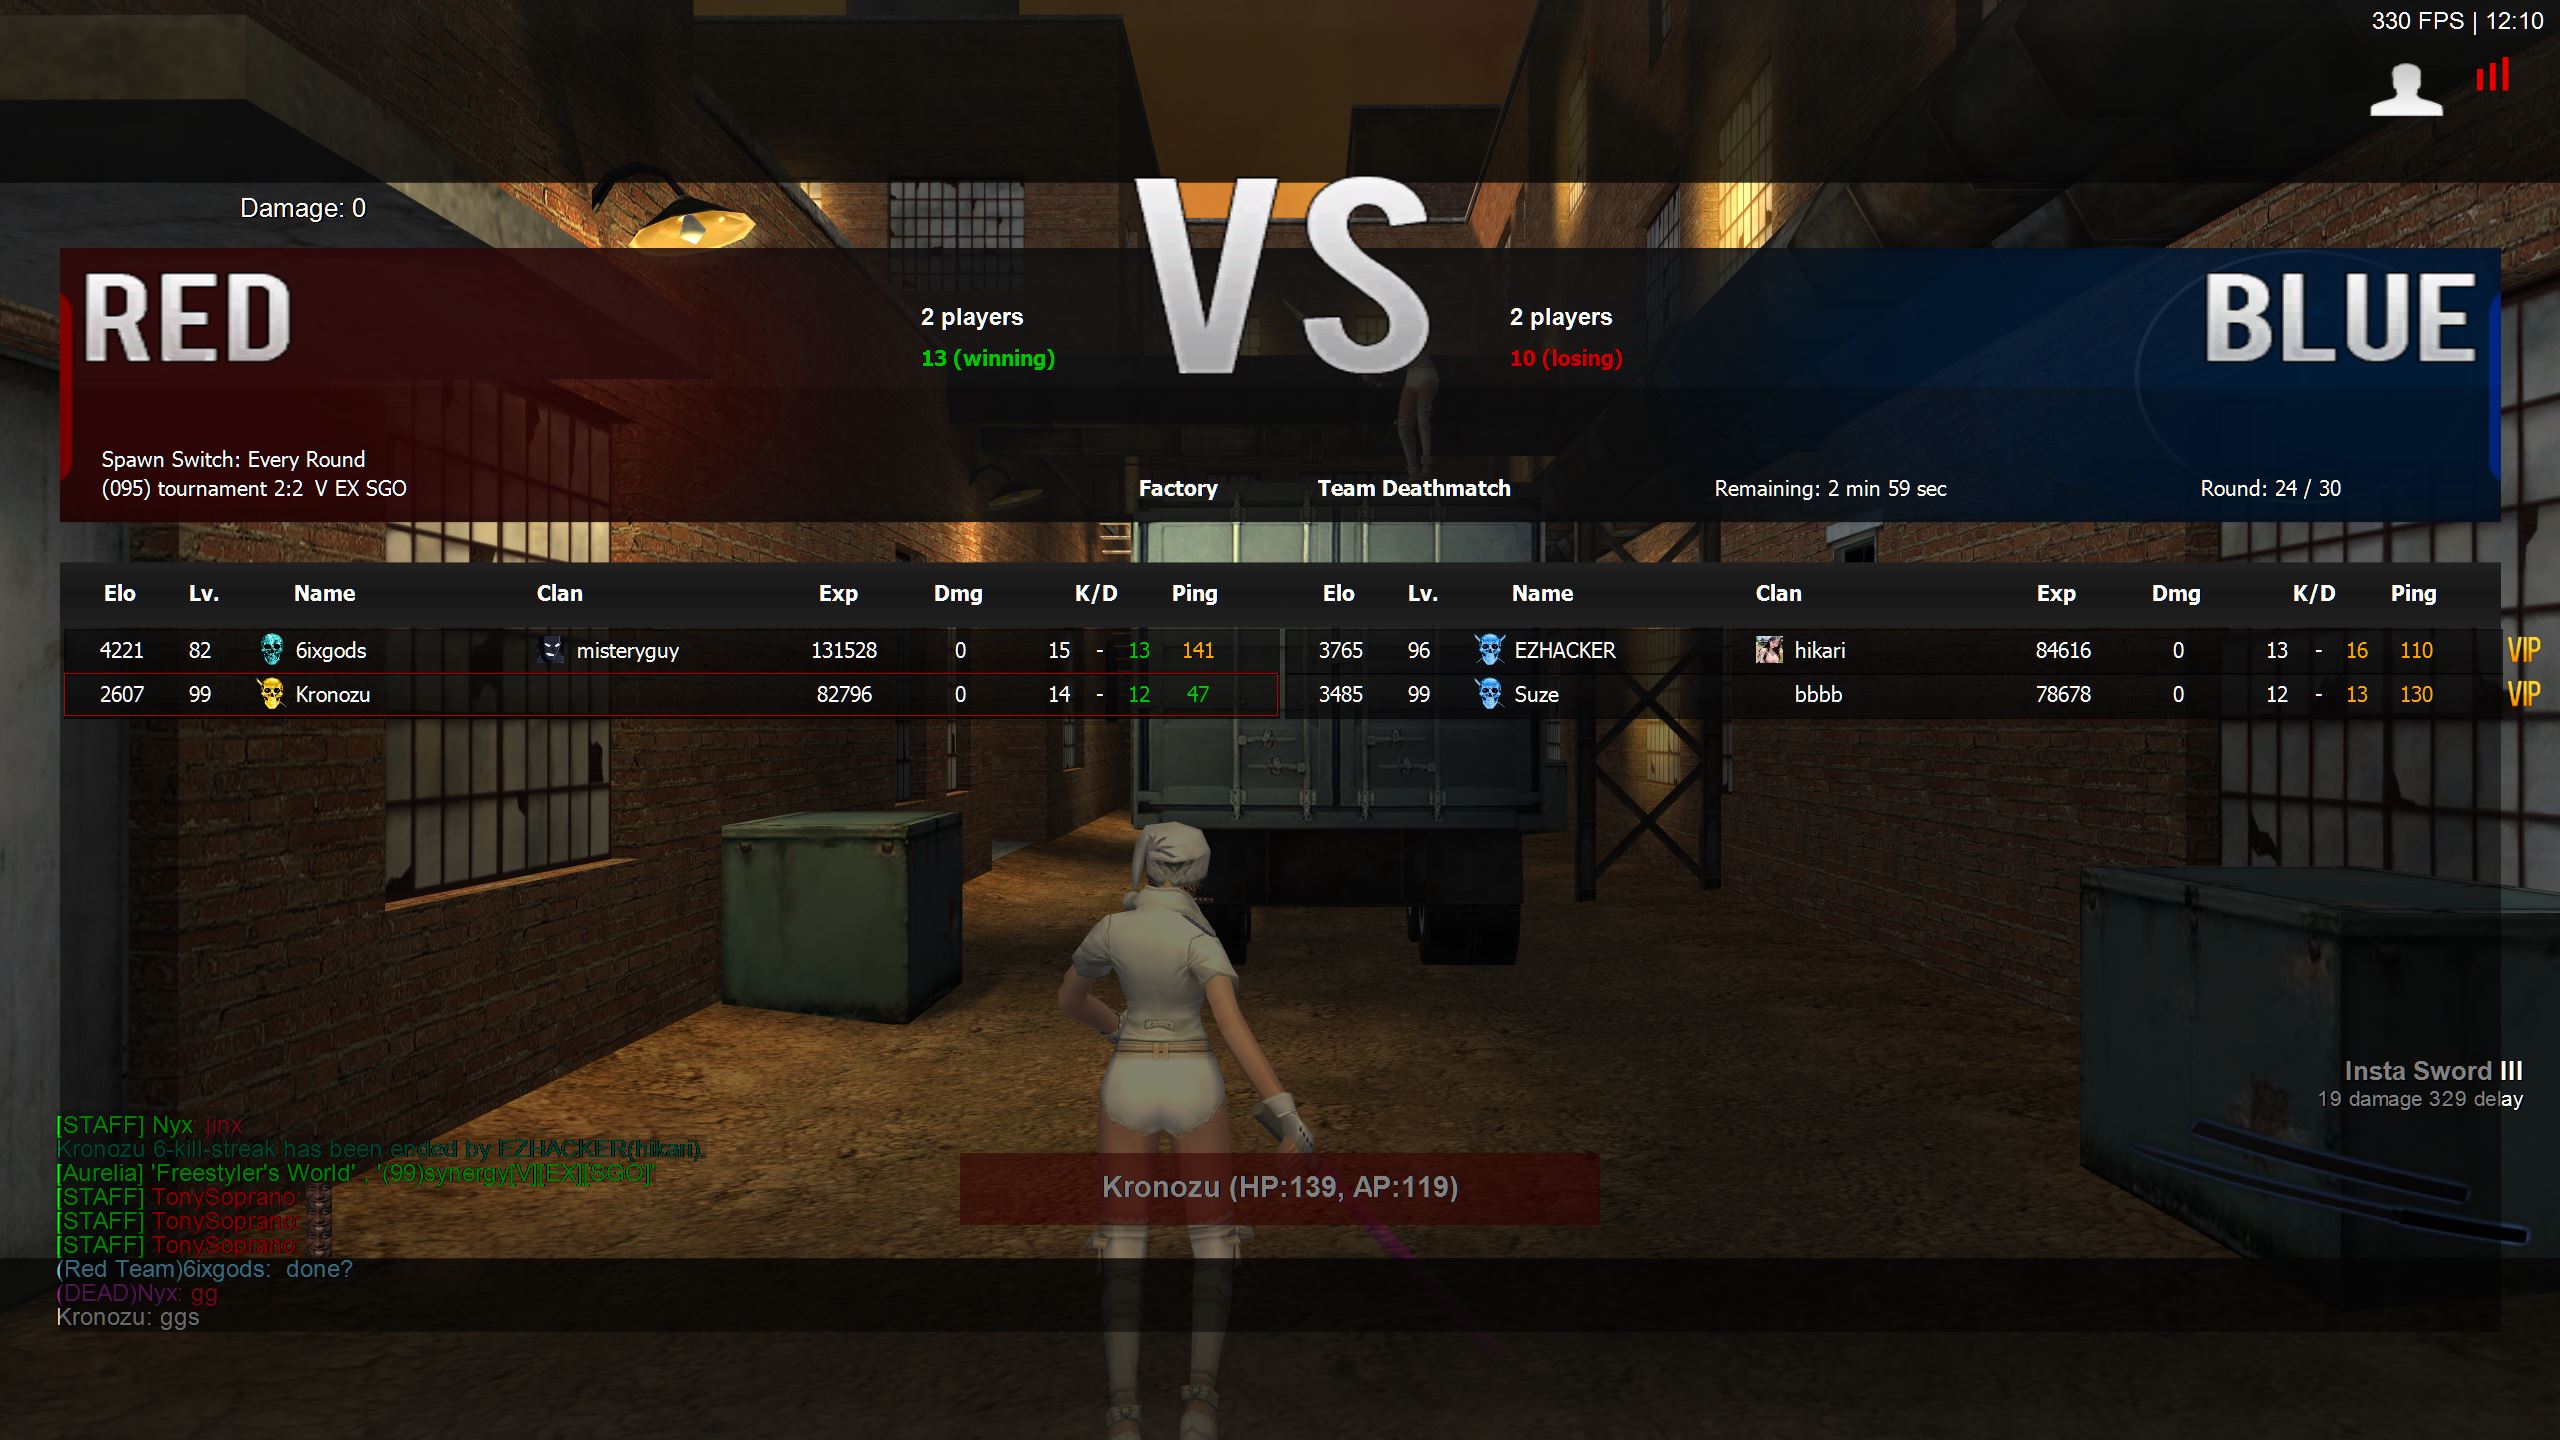 330 FPS | 12:10
Damage: 0
RED
VS
BLUE
2 players
2 players
13 (winning)
10 (losing)
Spawn Switch: Every Round
(095) tournament 2:2 V EX SGO
Factory
Team Deathmatch
Remaining: 2 min 59 sec
Round: 24 / 30
Elo Lv. Name Clan Exp Dmg K/D Ping Elo Lv. Name Clan Exp Dmg K/D Ping
4221 82 6ixgods misteryguy 131528 0 15 - 13 141 3765 96 EZHACKER hikari 84616 0 13 - 16 110 VIP
2607 99 Kronozu 82796 0 14 - 12 47 3485 99 Suze bbbb 78678 0 12 - 13 130 VIP
Insta Sword III
19 damage 329 delay
[STAFF] Nyx: jinx
Kronozu 6-kill-streak has been ended by EZHACKER(hikari).
[Aurelia] 'Freestyler's World' , '(99)synergy[V][EX][SGO]'
[STAFF] TonySoprano:
[STAFF] TonySoprano:
[STAFF] TonySoprano:
(Red Team)6ixgods: done?
(DEAD)Nyx: gg
Kronozu: ggs
Kronozu (HP:139, AP:119)